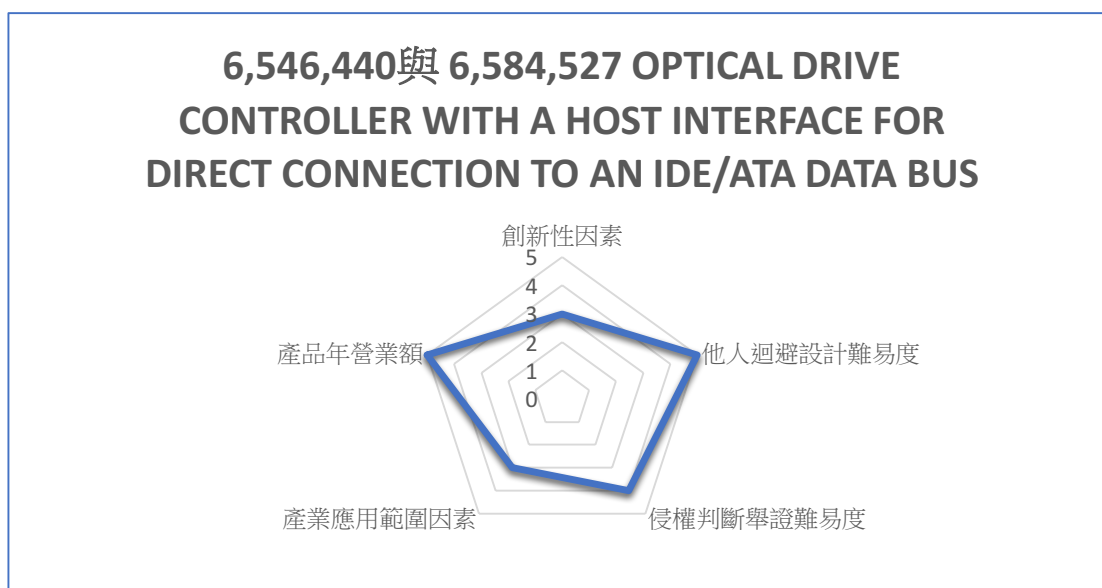 6,546,440與 6,584,527 OPTICAL DRIVE
CONTROLLER WITH A HOST INTERFACE FOR
DIRECT CONNECTION TO AN IDE/ATA DATA BUS
創新性因素
5
4
3
2
1
0
產品年營業額
他人迴避設計難易度
產業應用範圍因素
侵權判斷舉證難易度